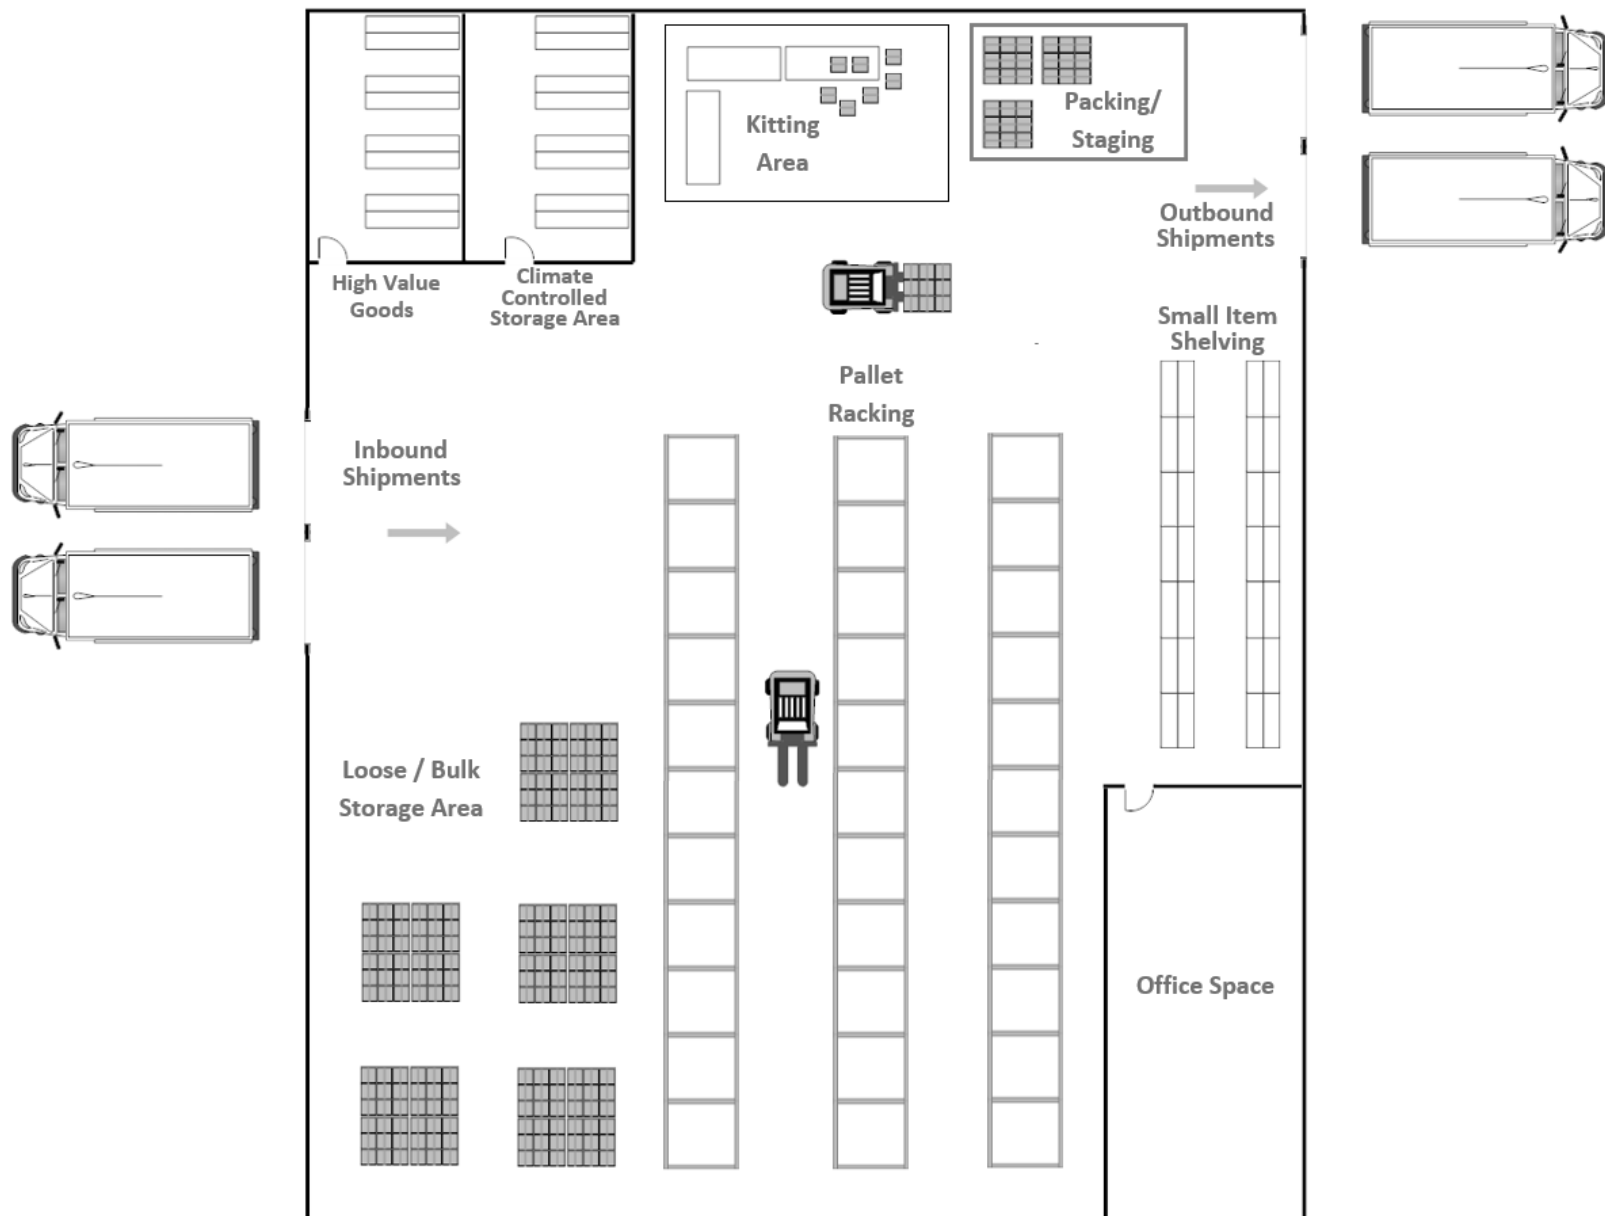 Kitting
Area
Packing/
Staging
Outbound
Shipments
High Value
Goods
Climate
Controlled
Storage Area
Small Item
Shelving
Pallet
Racking
Inbound
Shipments
Loose / Bulk
Storage Area
Office Space